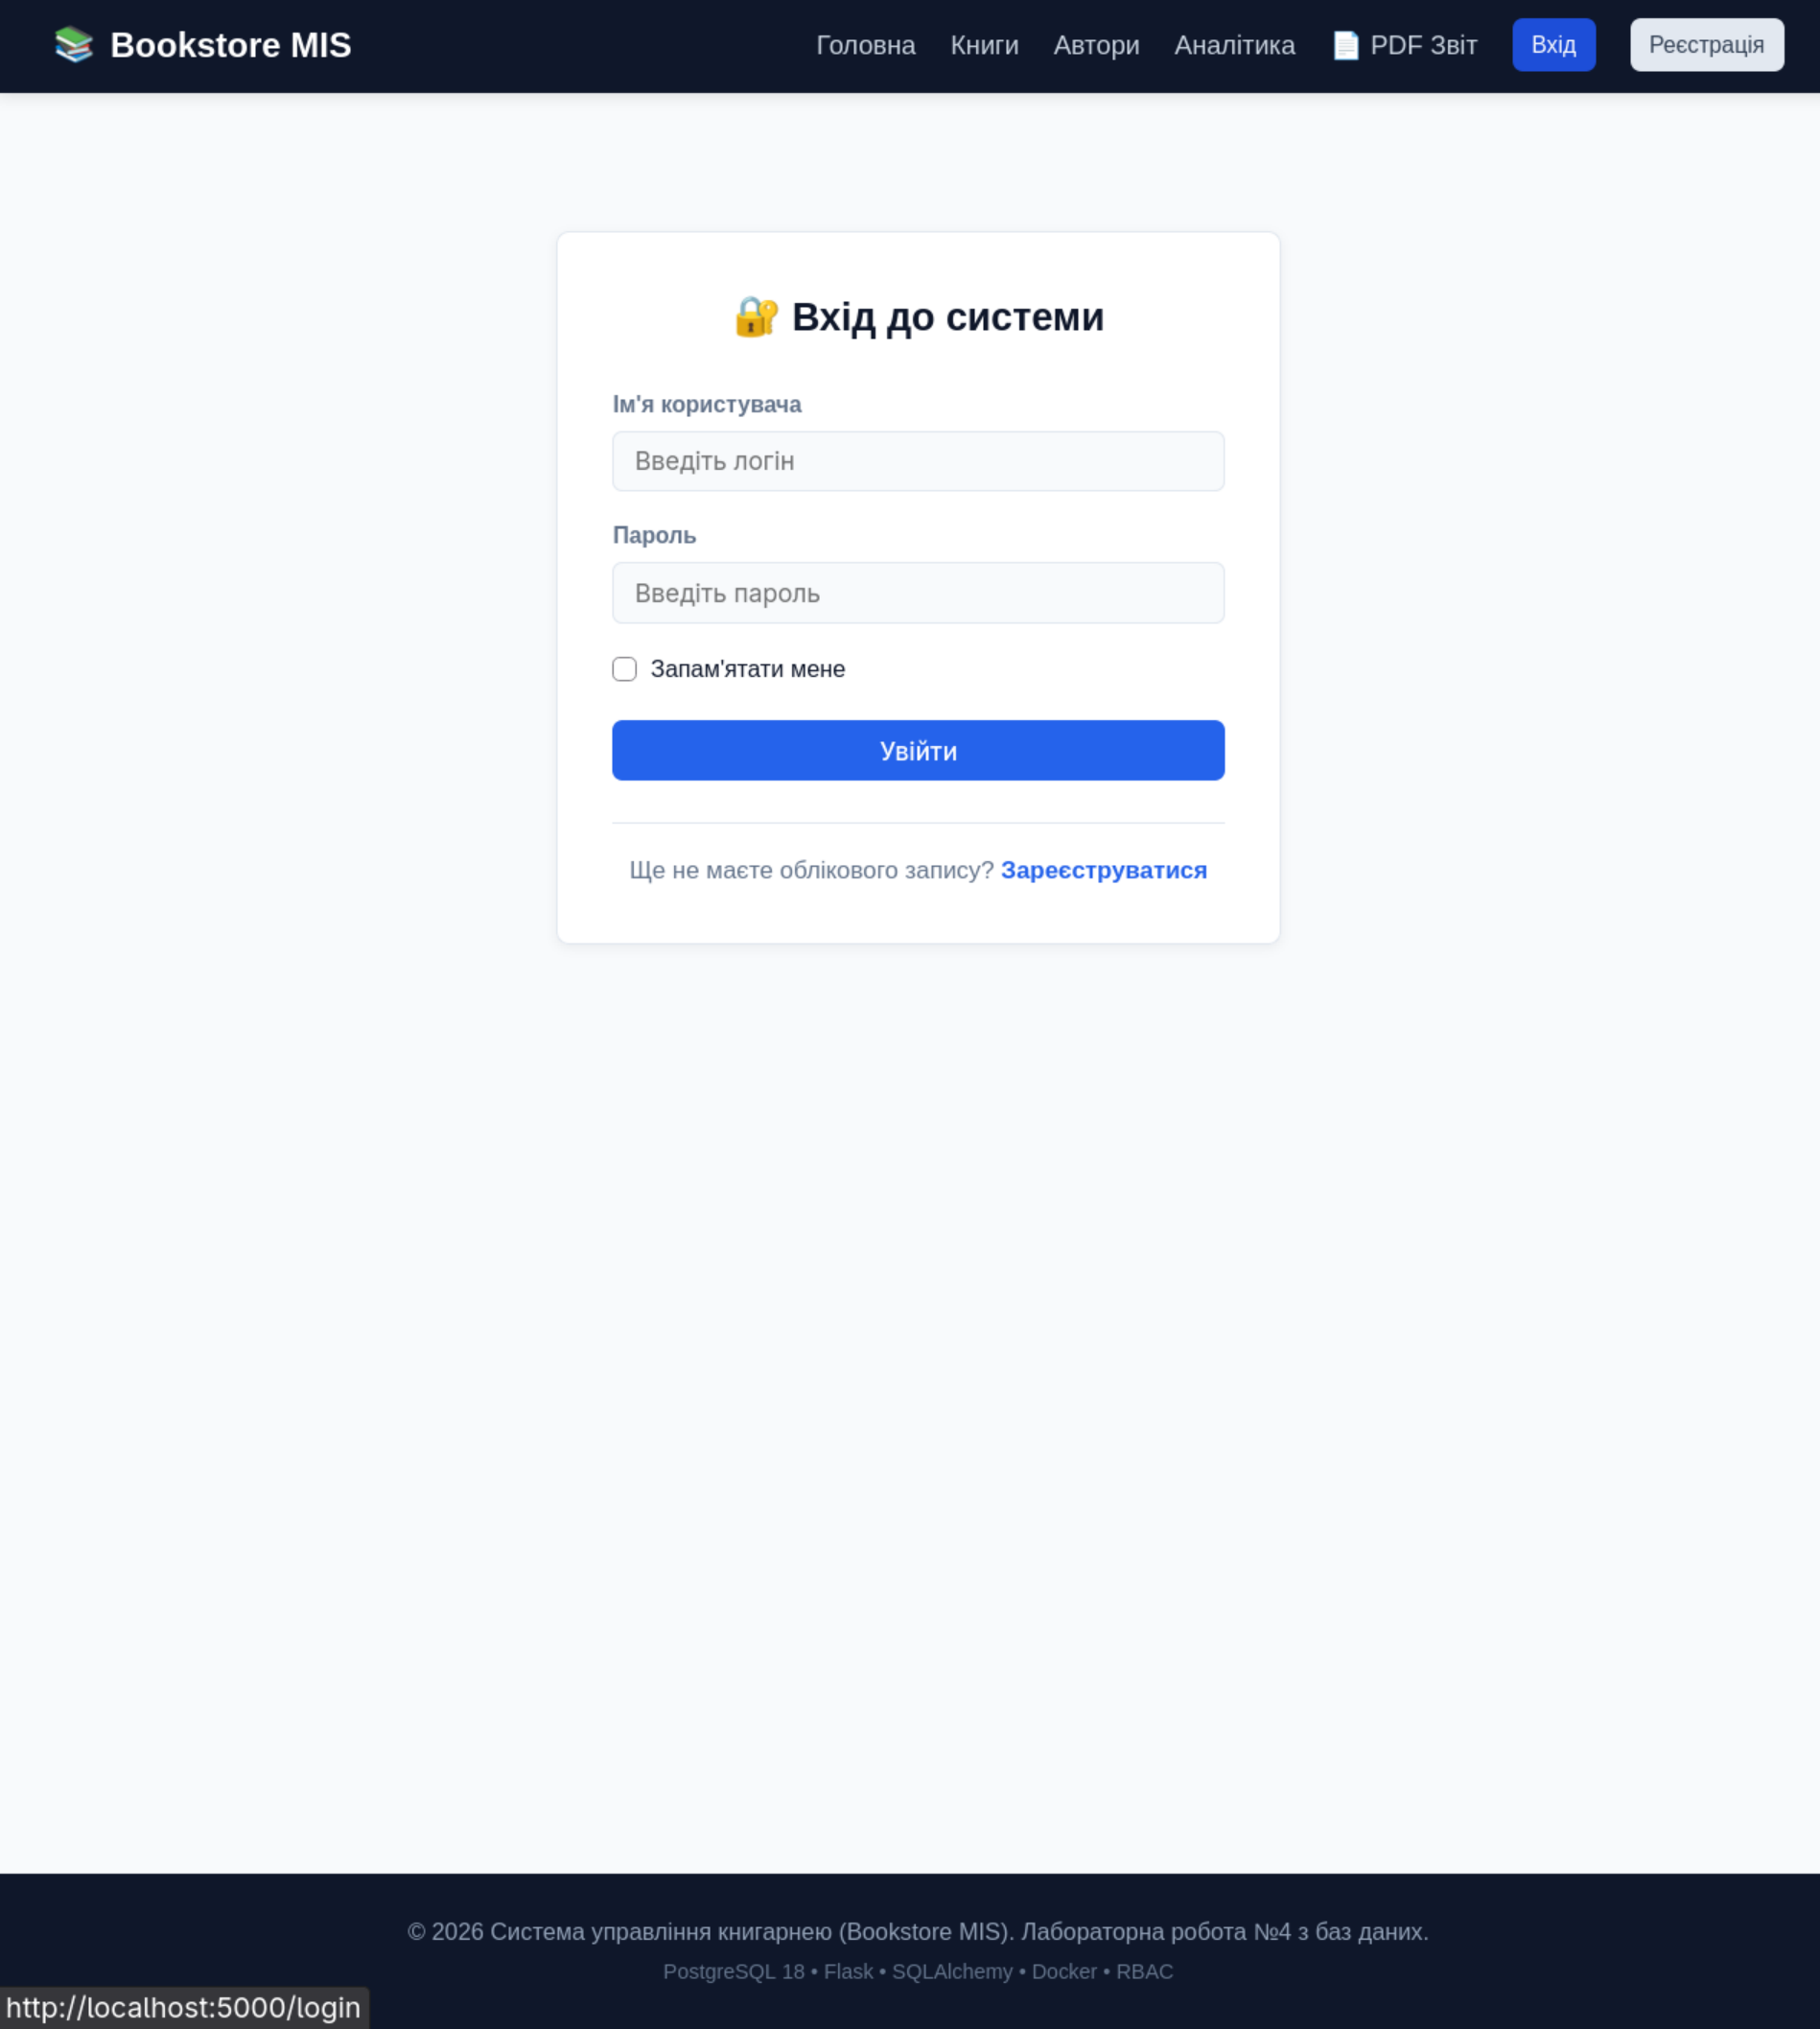 Bookstore MIS
Головна Книги Автори Аналітика PDF Звіт Вхід Реєстрація
Вхід до системи
Ім'я користувача
Введіть логін
Пароль
Введіть пароль
Запам'ятати мене
Увійти
Ще не маєте облікового запису? Зареєструватися
© 2026 Система управління книгарнею (Bookstore MIS). Лабораторна робота №4 з баз даних.
PostgreSQL 18 • Flask • SQLAlchemy • Docker • RBAC
http://localhost:5000/login